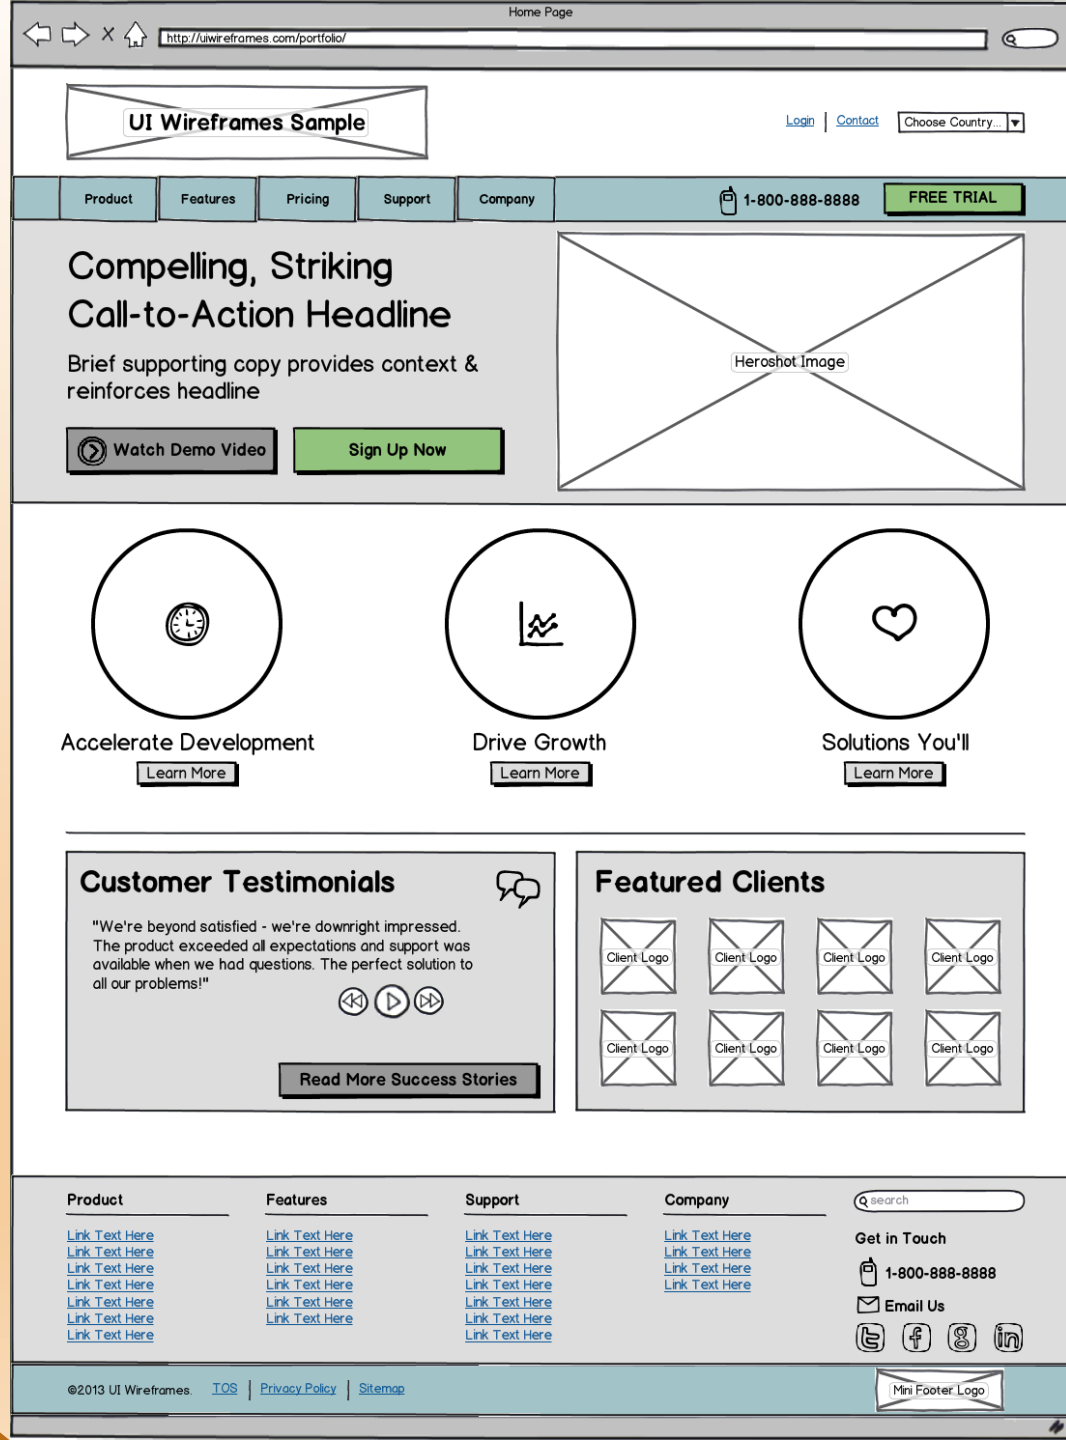 Home Page
http://uiwireframes.com/portfolio/
UI Wireframes Sample
Login
Contact
Choose Country...
Product
Features
Pricing
Support
Company
1-800-888-8888
FREE TRIAL
Compelling, Striking
Call-to-Action Headline
Brief supporting copy provides context &
reinforces headline
Heroshot Image
Watch Demo Video
Sign Up Now
Accelerate Development
Drive Growth
Solutions You'll
Learn More
Learn More
Learn More
Customer Testimonials
"We're beyond satisfied - we're downright impressed.
The product exceeded all expectations and support was
available when we had questions. The perfect solution to
all our problems!"
Read More Success Stories
Featured Clients
Client Logo
Client Logo
Client Logo
Client Logo
Client Logo
Client Logo
Client Logo
Client Logo
Product
Link Text Here
Link Text Here
Link Text Here
Link Text Here
Link Text Here
Link Text Here
Link Text Here
Features
Link Text Here
Link Text Here
Link Text Here
Link Text Here
Link Text Here
Link Text Here
Support
Link Text Here
Link Text Here
Link Text Here
Link Text Here
Link Text Here
Link Text Here
Link Text Here
Company
Link Text Here
Link Text Here
Link Text Here
Link Text Here
search
Get in Touch
1-800-888-8888
Email Us
t
f
g
in
©2013 UI Wireframes.
TOS
Privacy Policy
Sitemap
Mini Footer Logo